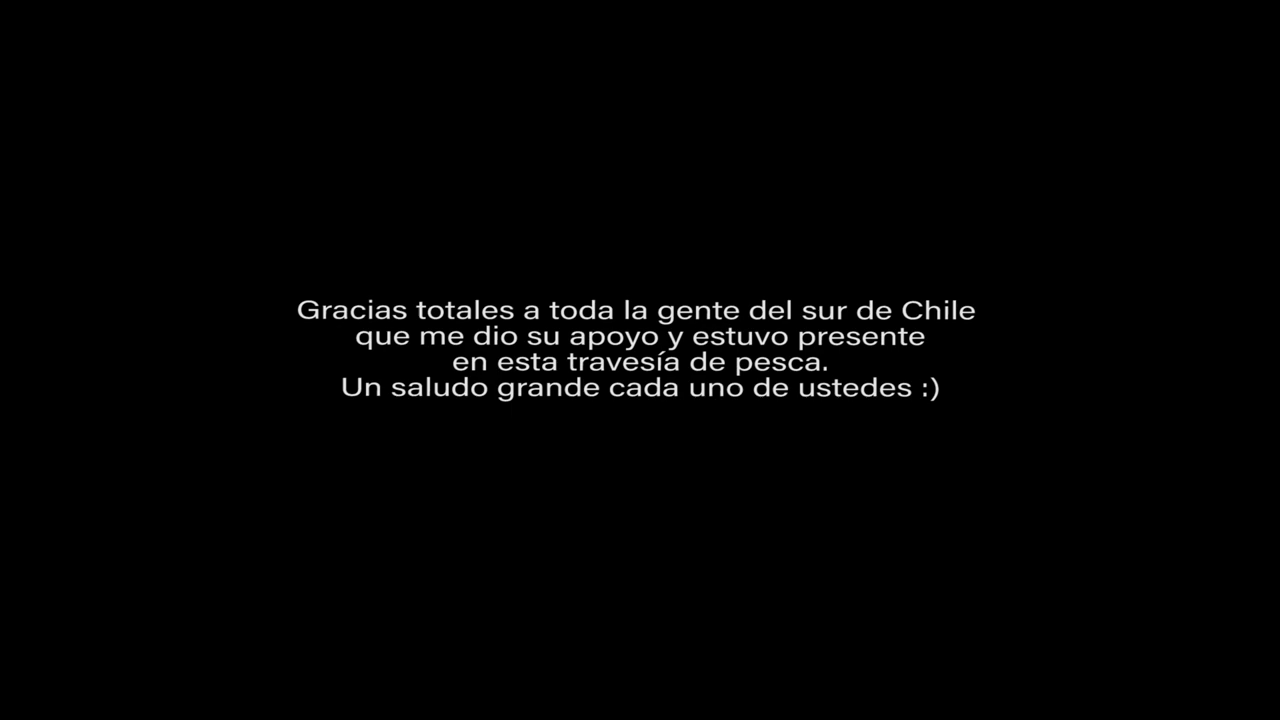 Gracias totales a toda la gente del sur de Chile
que me dio su apoyo y estuvo presente
en esta travesía de pesca.
Un saludo grande cada uno de ustedes :)